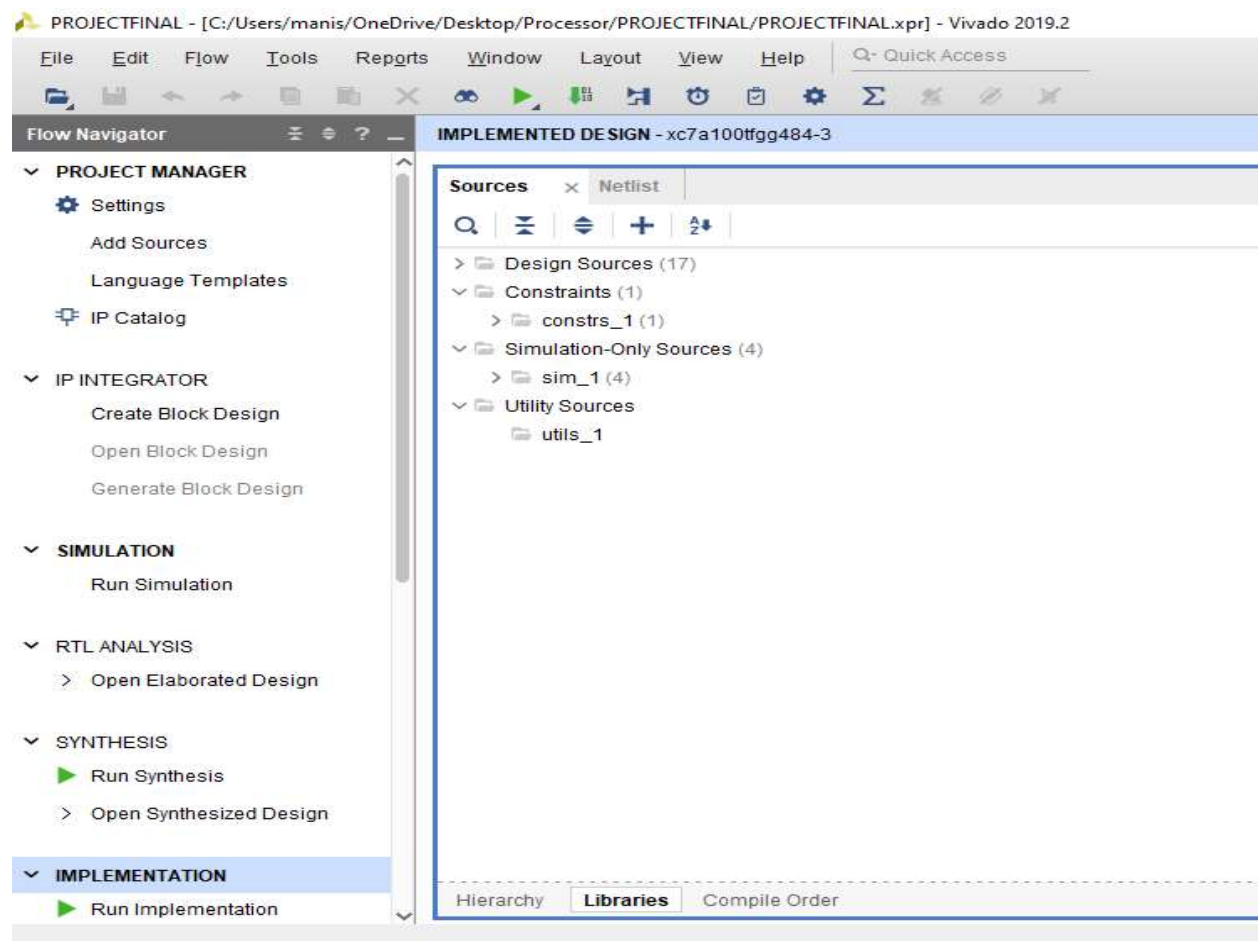 PROJECTFINAL - [C:/Users/manis/OneDrive/Desktop/Processor/PROJECTFINAL/PROJECTFINAL.xpr] - Vivado 2019.2
File Edit Flow Tools Reports Window Layout View Help Quick Access
Flow Navigator
PROJECT MANAGER
Settings
Add Sources
Language Templates
IP Catalog
IP INTEGRATOR
Create Block Design
Open Block Design
Generate Block Design
SIMULATION
Run Simulation
RTL ANALYSIS
Open Elaborated Design
SYNTHESIS
Run Synthesis
Open Synthesized Design
IMPLEMENTATION
Run Implementation
IMPLEMENTED DESIGN - xc7a100tfgg484-3
Sources Netlist
Design Sources (17)
Constraints (1)
constrs_1 (1)
Simulation-Only Sources (4)
sim_1 (4)
Utility Sources
utils_1
Hierarchy Libraries Compile Order